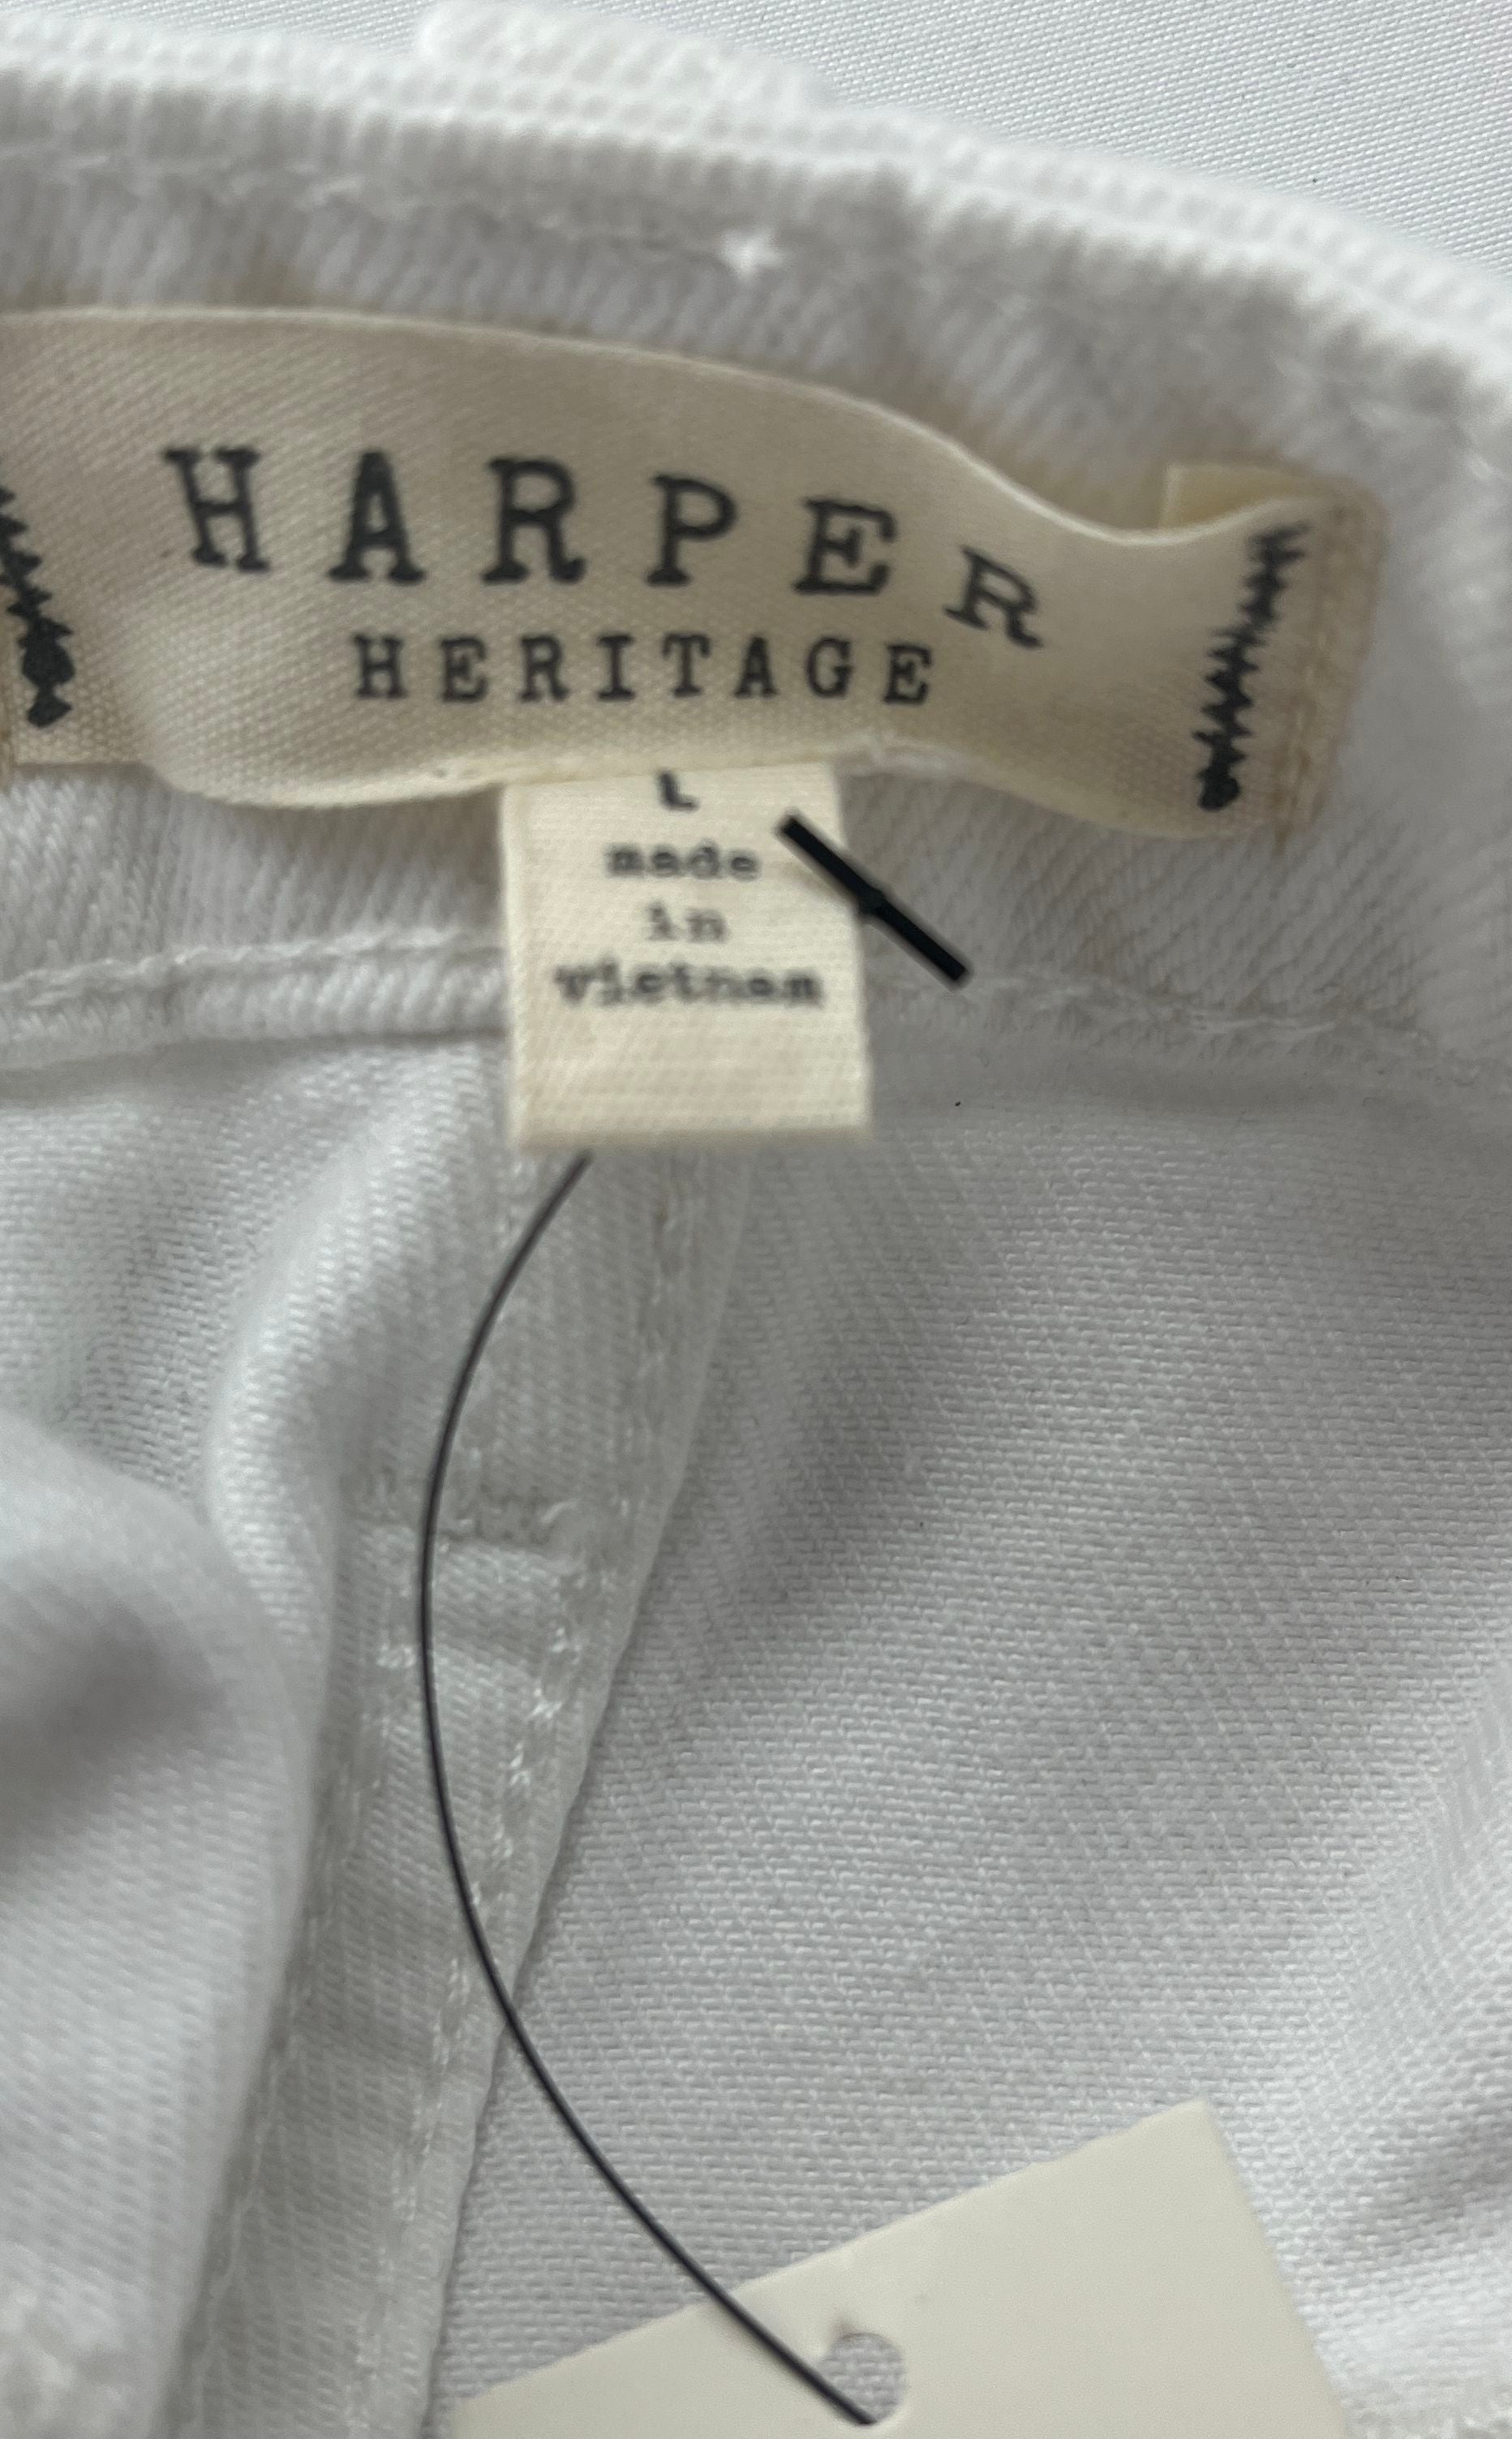 HARPER
HERITAGE
L
made
in
vietnam